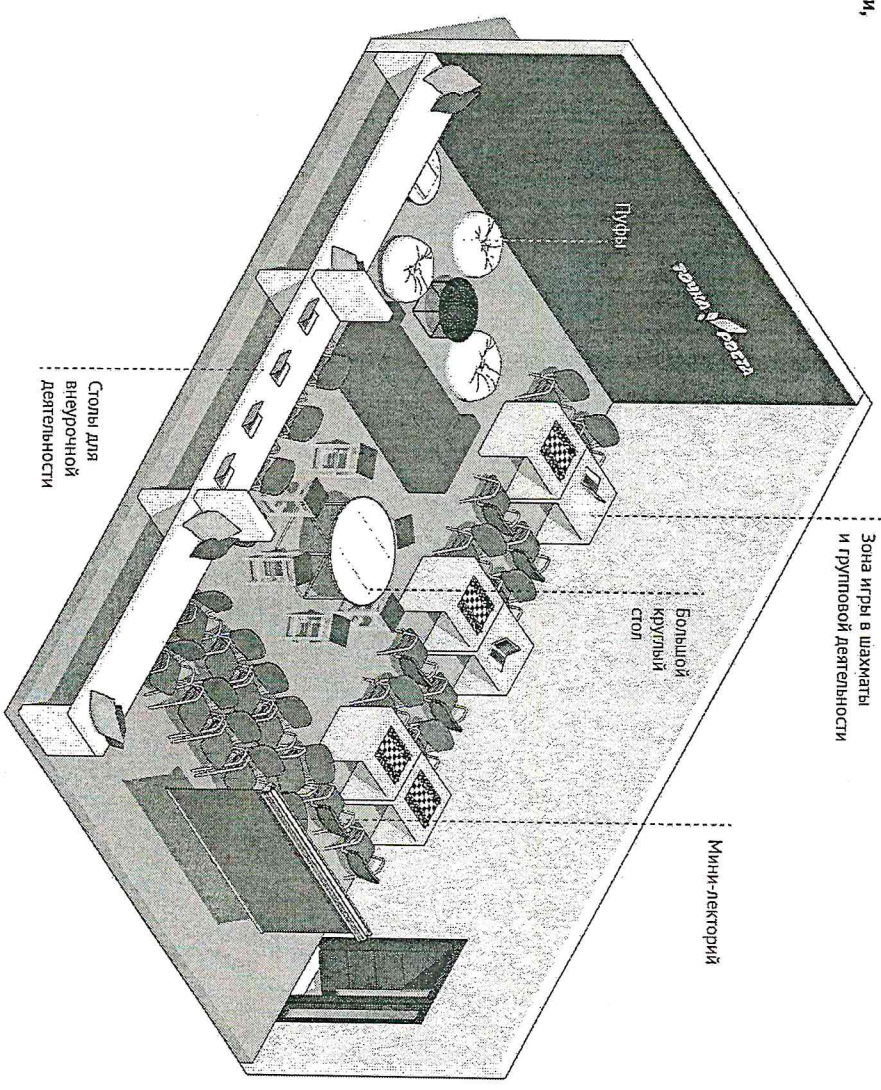 и,
Зона игры в шахматы
и групповой деятельности
Большой
круглый
стол
Мини-лекторий
Пуфы
точка роста
Столы для
внеурочной
деятельности